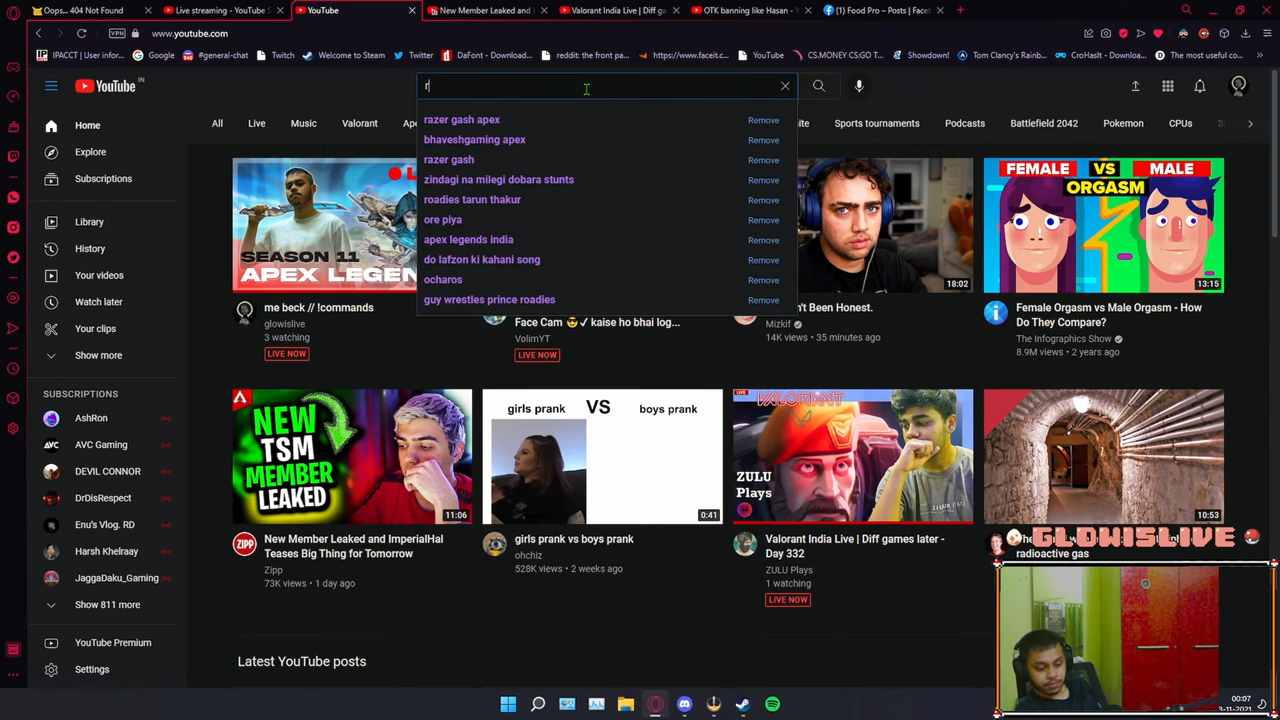 Oops... 404 Not Found
Live streaming - YouTube S
YouTube
New Member Leaked and
Valorant India Live | Diff ga
OTK banning like Hasan - Y
(1) Food Pro – Posts | Face
VPN
www.youtube.com
IPACCT | User infor...
Google
#general-chat
Twitch
Welcome to Steam
Twitter
DaFont - Download...
reddit: the front pa...
https://www.faceit....
YouTube
CS.MONEY CS:GO T...
Showdown!
Tom Clancy's Rainb...
CroHasIt - Downloa...
The most useful co...
YouTube IN
r
razer gash apex Remove
bhaveshgaming apex Remove
razer gash Remove
zindagi na milegi dobara stunts Remove
roadies tarun thakur Remove
ore piya Remove
apex legends india Remove
do lafzon ki kahani song Remove
ocharos Remove
guy wrestles prince roadies Remove
All
Live
Music
Valorant
Sports tournaments
Podcasts
Battlefield 2042
Pokemon
CPUs
Home
Explore
Subscriptions
Library
History
Your videos
Watch later
Your clips
Show more
SUBSCRIPTIONS
AshRon
AVC Gaming
DEVIL CONNOR
DrDisRespect
Enu's Vlog. RD
Harsh Khelraay
JaggaDaku_Gaming
Show 811 more
YouTube Premium
Settings
SEASON 11
APEX LEGEN
me beck // !commands
glowislive
3 watching
LIVE NOW
Face Cam 😎✓ kaise ho bhai log...
VolimYT
LIVE NOW
18:02
n't Been Honest.
Mizkif
14K views • 35 minutes ago
FEMALE VS MALE
ORGASM
13:15
Female Orgasm vs Male Orgasm - How
Do They Compare?
The Infographics Show
8.9M views • 2 years ago
NEW
TSM
MEMBER
LEAKED
11:06
New Member Leaked and ImperialHal
Teases Big Thing for Tomorrow
Zipp
73K views • 1 day ago
girls prank VS boys prank
0:41
girls prank vs boys prank
ohchiz
528K views • 2 weeks ago
VALORANT
ZULU
Plays
Valorant India Live | Diff games later -
Day 332
ZULU Plays
1 watching
LIVE NOW
10:53
radioactive gas
GLOWISLIVE
Latest YouTube posts
00:07
-11-2021